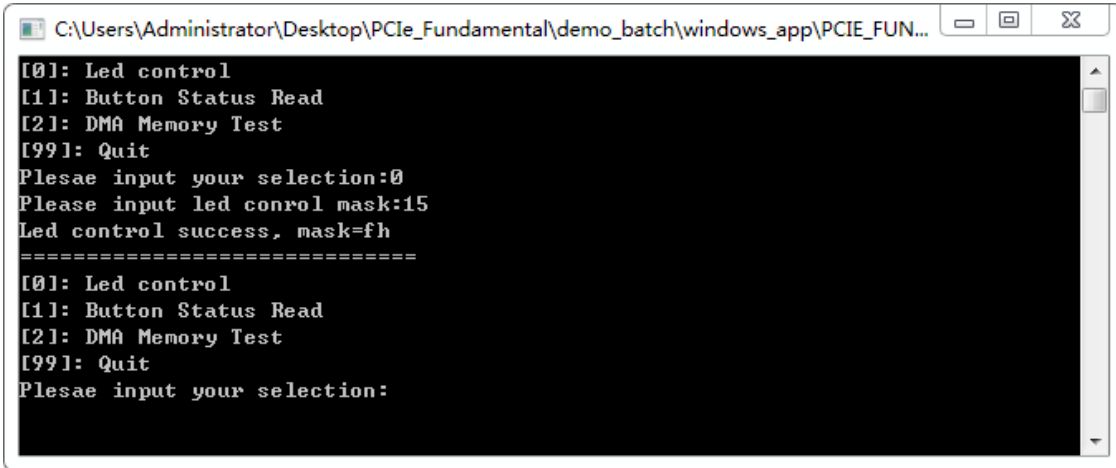 C:\Users\Administrator\Desktop\PCIe_Fundamental\demo_batch\windows_app\PCIE_FUN...
[0]: Led control
[1]: Button Status Read
[2]: DMA Memory Test
[99]: Quit
Plesae input your selection:0
Please input led conrol mask:15
Led control success, mask=fh
==============================
[0]: Led control
[1]: Button Status Read
[2]: DMA Memory Test
[99]: Quit
Plesae input your selection: